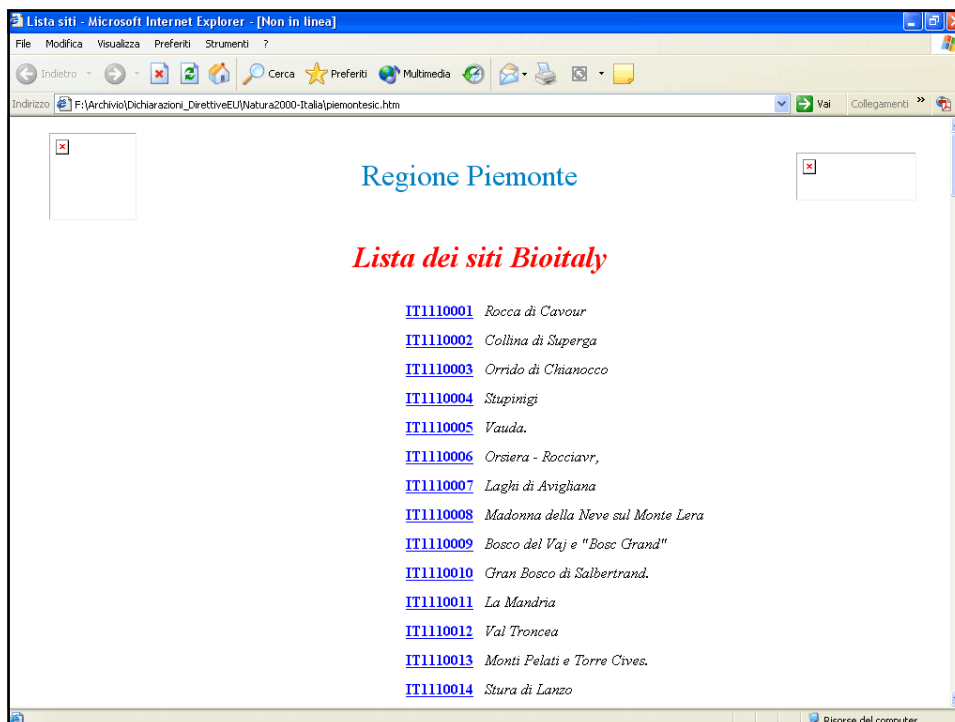 Lista siti - Microsoft Internet Explorer - [Non in linea]
File Modifica Visualizza Preferiti Strumenti ?
Indietro Cerca Preferiti Multimedia
Indirizzo F:\Archivio\Dichiarazioni_DirettiveEU\Natura2000-Italia\piemontesic.htm Vai Collegamenti »
Regione Piemonte
Lista dei siti Bioitaly
IT1110001 Rocca di Cavour
IT1110002 Collina di Superga
IT1110003 Orrido di Chianocco
IT1110004 Stupinigi
IT1110005 Vauda.
IT1110006 Orsiera - Rocciavr,
IT1110007 Laghi di Avigliana
IT1110008 Madonna della Neve sul Monte Lera
IT1110009 Bosco del Vaj e "Bosc Grand"
IT1110010 Gran Bosco di Salbertrand.
IT1110011 La Mandria
IT1110012 Val Troncea
IT1110013 Monti Pelati e Torre Cives.
IT1110014 Stura di Lanzo
Risorse del computer